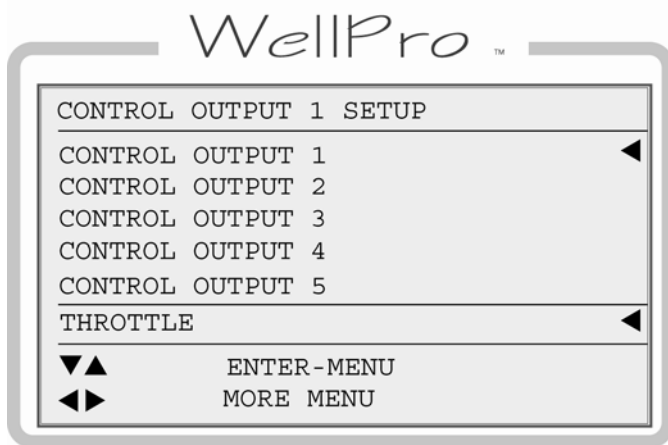 WellPro ™
CONTROL OUTPUT 1 SETUP
CONTROL OUTPUT 1 ◀
CONTROL OUTPUT 2
CONTROL OUTPUT 3
CONTROL OUTPUT 4
CONTROL OUTPUT 5
THROTTLE ◀
▼▲ ENTER-MENU
◀▶ MORE MENU